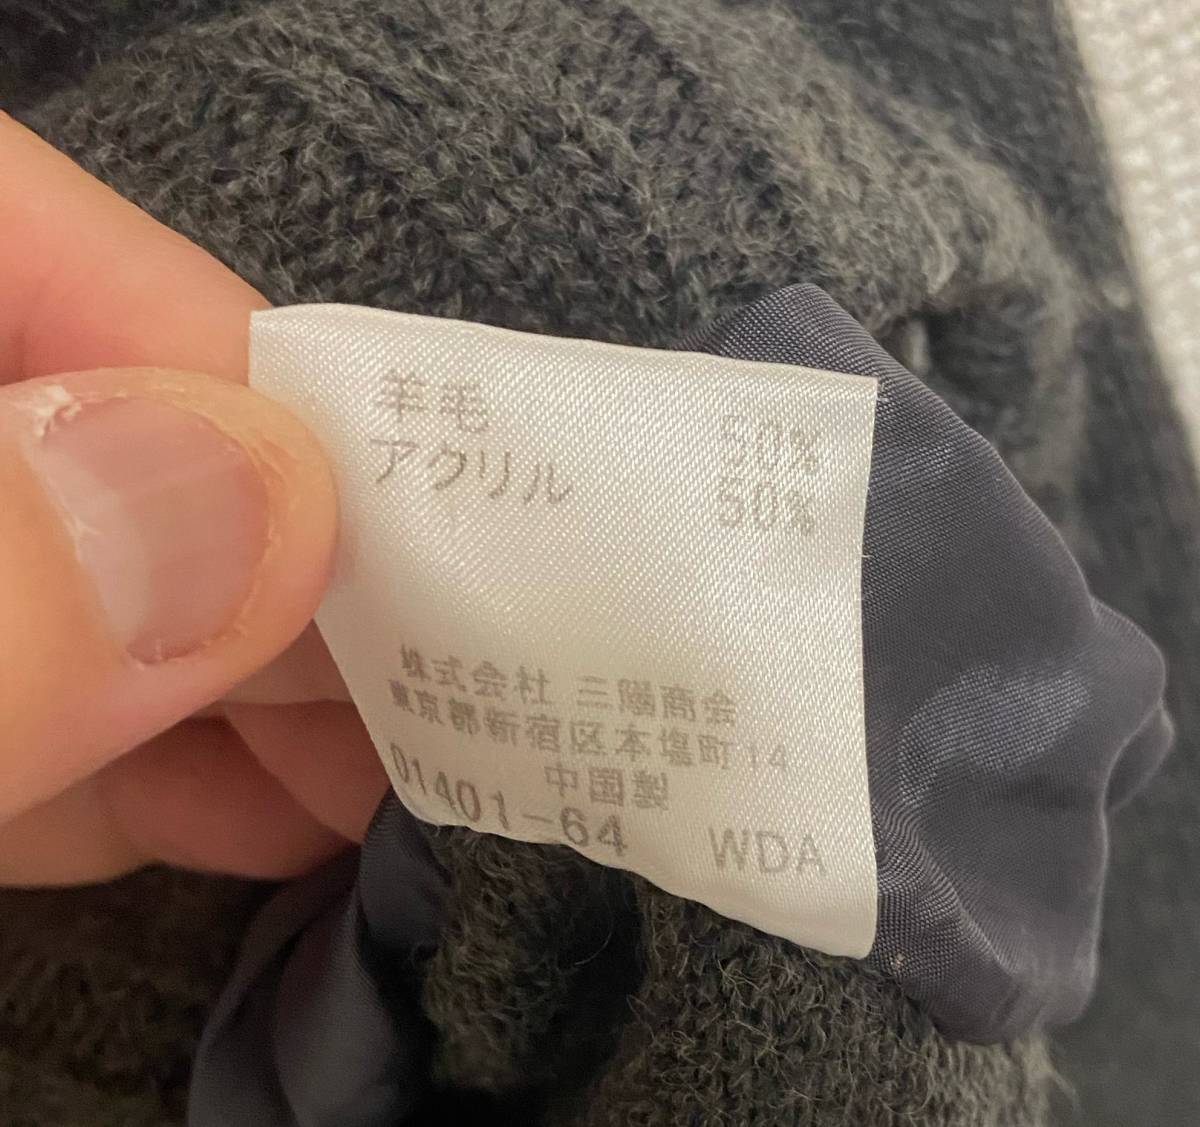 羊毛 50%
アクリル 50%
株式会社 三陽商会
東京都新宿区本塩町14
中国製
01401-64 WDA